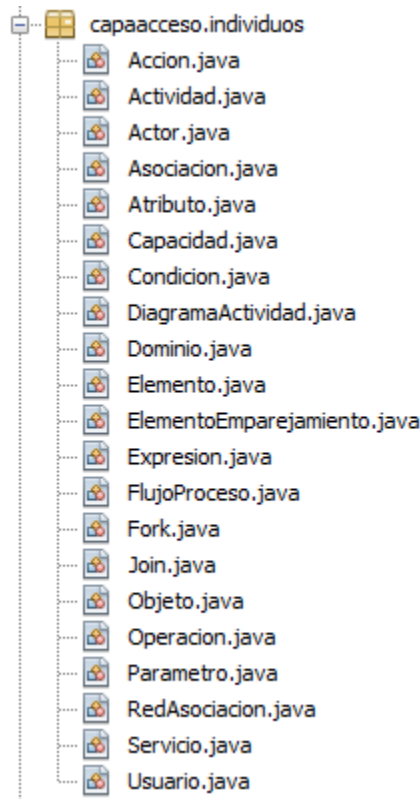 capaacceso.individuos
Accion.java
Actividad.java
Actor.java
Asociacion.java
Atributo.java
Capacidad.java
Condicion.java
DiagramaActividad.java
Dominio.java
Elemento.java
ElementoEmparejamiento.java
Expresion.java
FlujoProceso.java
Fork.java
Join.java
Objeto.java
Operacion.java
Parametro.java
RedAsociacion.java
Servicio.java
Usuario.java